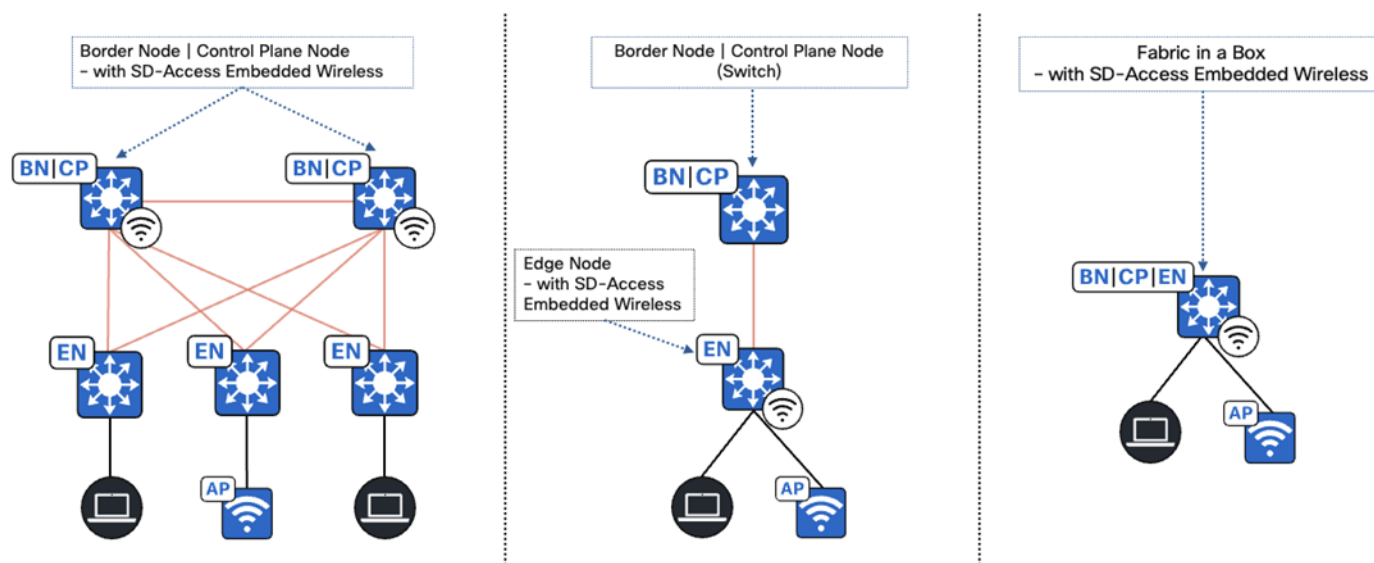 Border Node | Control Plane Node
– with SD-Access Embedded Wireless
BN|CP
BN|CP
EN
EN
EN
AP
Border Node | Control Plane Node
(Switch)
BN|CP
Edge Node
– with SD-Access
Embedded Wireless
EN
AP
Fabric in a Box
– with SD-Access Embedded Wireless
BN|CP|EN
AP